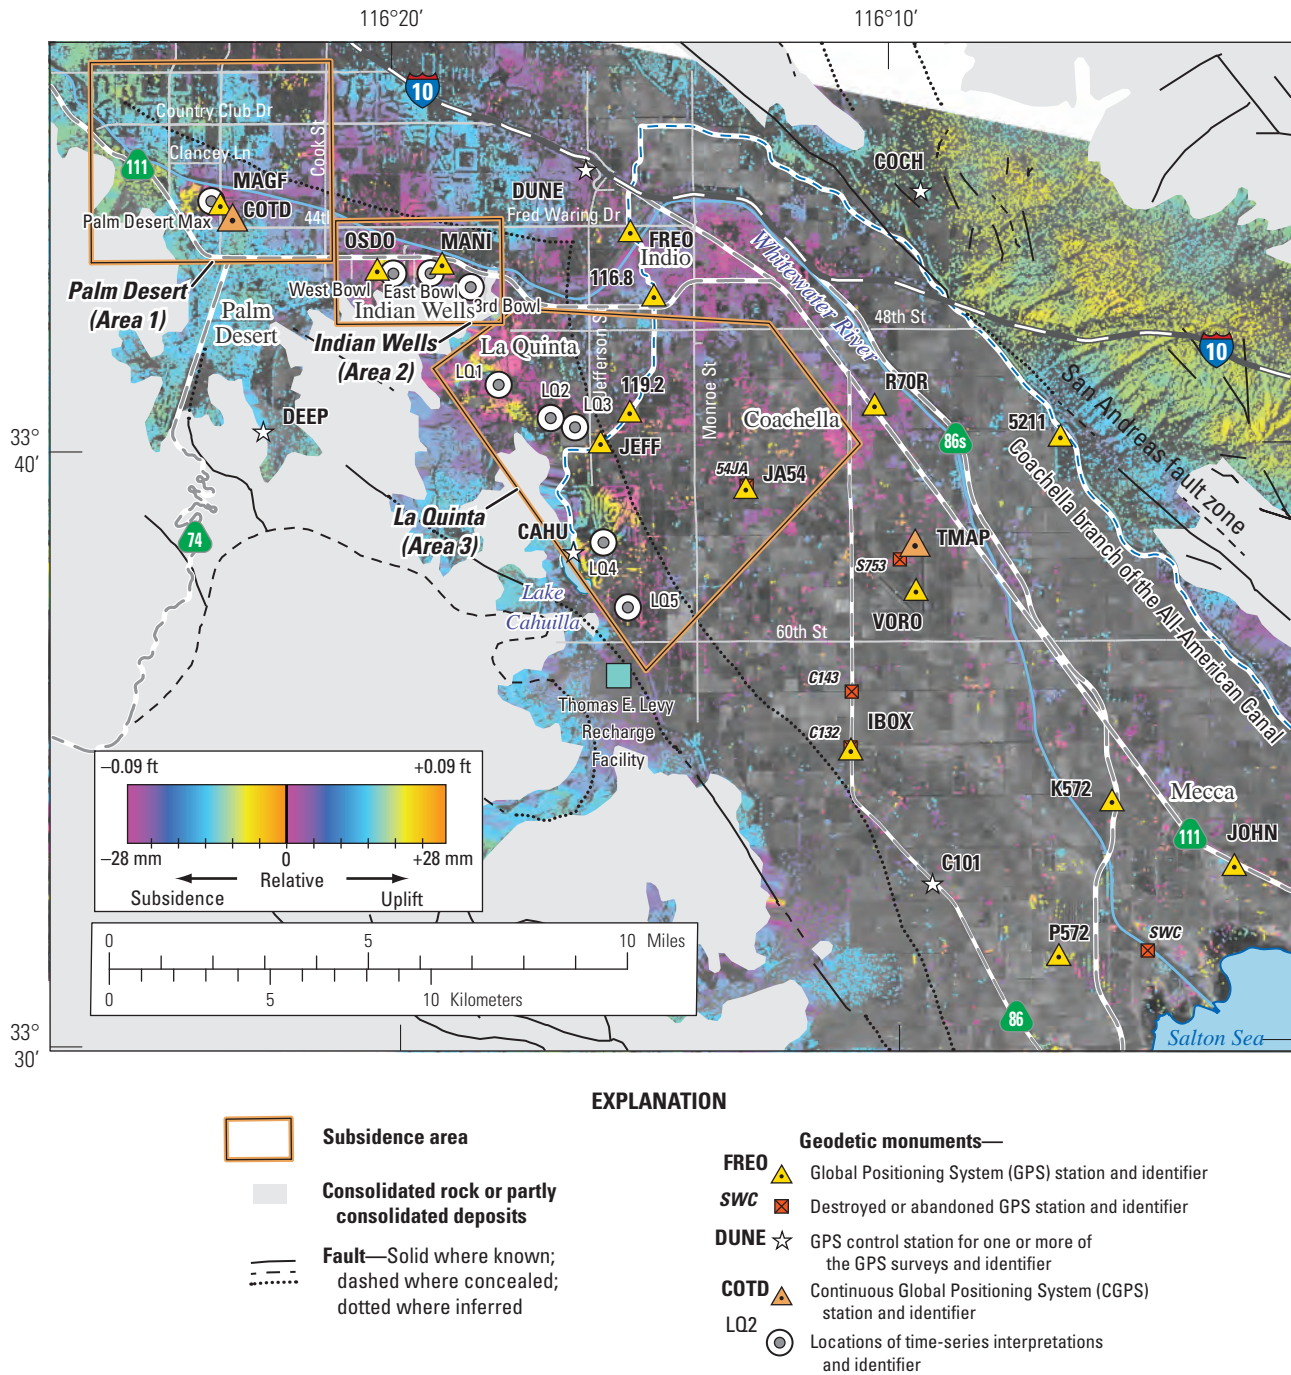 116°20′
116°10′
10
Country Club Dr
Cook St
Clancey Ln
111
MAGF
COTD
Palm Desert Max
44th
DUNE
Fred Waring Dr
COCH
OSDO
MANI
FREO
Indio
Whitewater River
West Bowl
East Bowl
3rd Bowl
Indian Wells
116.8
Palm Desert
(Area 1)
Palm
Desert
Indian Wells
(Area 2)
La Quinta
Jefferson St
Monroe St
48th St
10
LQ1
LQ2
LQ3
119.2
R70R
San Andreas fault zone
DEEP
Coachella
86s
5211
33°
40′
JEFF
54JA
JA54
Coachella branch of the All-American Canal
La Quinta
(Area 3)
74
CAHU
LQ4
TMAP
S753
Lake
Cahuilla
LQ5
VORO
60th St
Thomas E. Levy
Recharge
Facility
C143
C132
IBOX
–0.09 ft
+0.09 ft
–28 mm
0
+28 mm
Relative
Subsidence
Uplift
K572
Mecca
111
JOHN
C101
0
5
10 Miles
0
5
10 Kilometers
P572
SWC
86
33°
30′
Salton Sea
EXPLANATION
Subsidence area
Consolidated rock or partly
consolidated deposits
Fault—Solid where known;
dashed where concealed;
dotted where inferred
Geodetic monuments—
FREO Global Positioning System (GPS) station and identifier
SWC Destroyed or abandoned GPS station and identifier
DUNE GPS control station for one or more of
the GPS surveys and identifier
COTD Continuous Global Positioning System (CGPS)
station and identifier
LQ2 Locations of time-series interpretations
and identifier